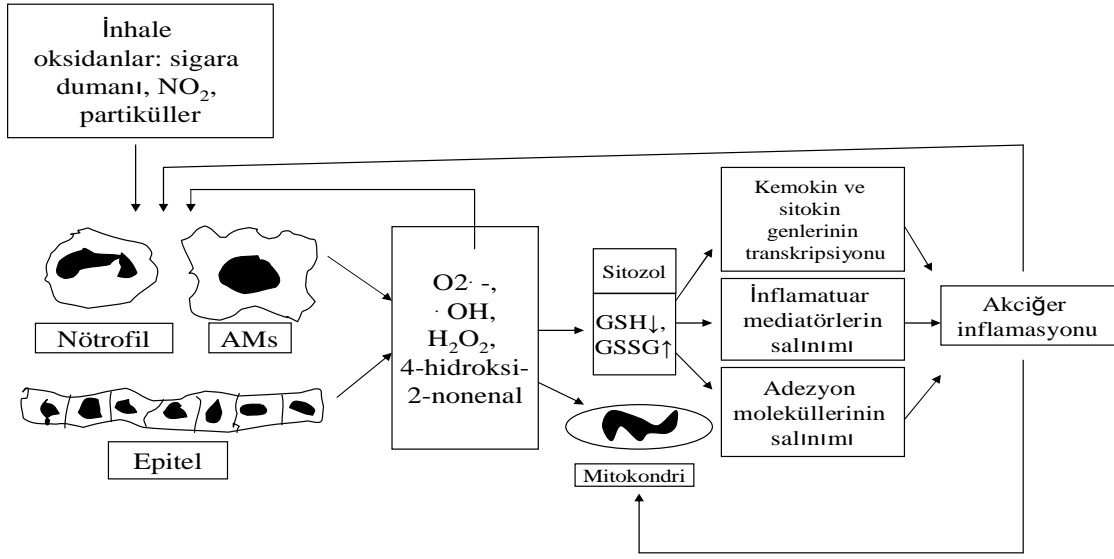 İnhale
oksidanlar: sigara
dumanı, NO₂,
partiküller
Nötrofil
AMs
Epitel
O2· -,
· OH,
H₂O₂,
4-hidroksi-
2-nonenal
Sitozol
GSH↓,
GSSG↑
Mitokondri
Kemokin ve
sitokin
genlerinin
transkripsiyonu
İnflamatuar
mediatörlerin
salınımı
Adezyon
moleküllerinin
salınımı
Akciğer
inflamasyonu